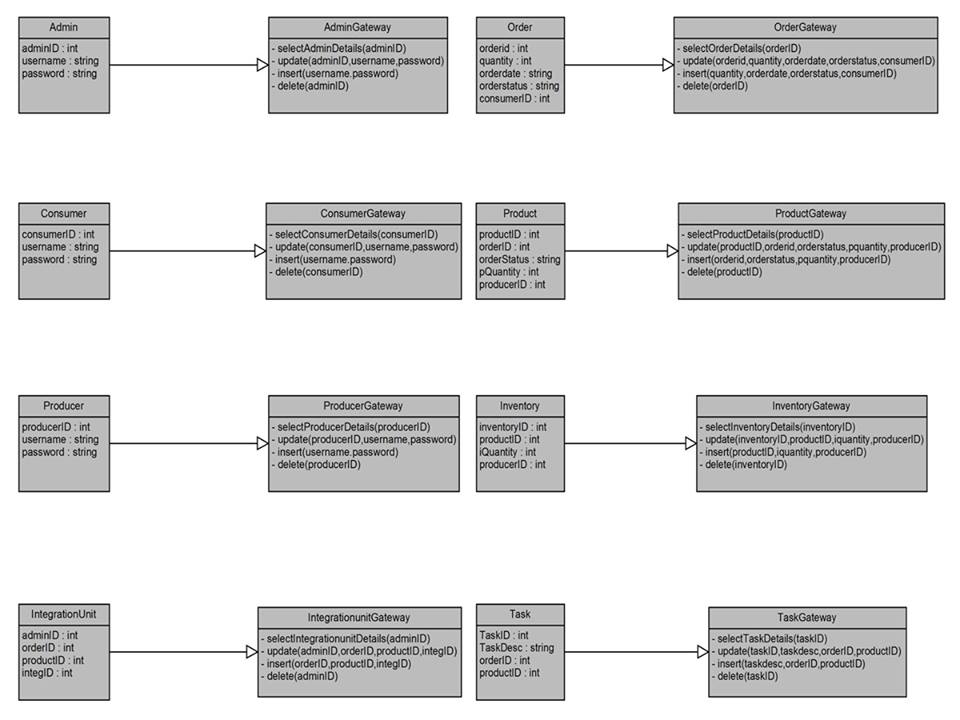 Admin
adminID : int
username : string
password : string
AdminGateway
- selectAdminDetails(adminID)
- update(adminID,username,password)
- insert(username.password)
- delete(adminID)
Order
orderid : int
quantity : int
orderdate : string
orderstatus : string
consumerID : int
OrderGateway
- selectOrderDetails(orderID)
- update(orderid,quantity,orderdate,orderstatus,consumerID)
- insert(quantity,orderdate,orderstatus,consumerID)
- delete(orderID)
Consumer
consumerID : int
username : string
password : string
ConsumerGateway
- selectConsumerDetails(consumerID)
- update(consumerID,username,password)
- insert(username.password)
- delete(consumerID)
Product
productID : int
orderID : int
orderStatus : string
pQuantity : int
producerID : int
ProductGateway
- selectProductDetails(productID)
- update(productID,orderid,orderstatus,pquantity,producerID)
- insert(orderid,orderstatus,pquantity,producerID)
- delete(productID)
Producer
producerID : int
username : string
password : string
ProducerGateway
- selectProducerDetails(producerID)
- update(producerID,username,password)
- insert(username.password)
- delete(producerID)
Inventory
inventoryID : int
productID : int
iQuantity : int
producerID : int
InventoryGateway
- selectInventoryDetails(inventoryID)
- update(inventoryID,productID,iquantity,producerID)
- insert(productID,iquantity,producerID)
- delete(inventoryID)
IntegrationUnit
adminID : int
orderID : int
productID : int
integID : int
IntegrationunitGateway
- selectIntegrationunitDetails(adminID)
- update(adminID,orderID,productID,integID)
- insert(orderID,productID,integID)
- delete(adminID)
Task
TaskID : int
TaskDesc : string
orderID : int
productID : int
TaskGateway
- selectTaskDetails(taskID)
- update(taskID,taskdesc,orderID,productID)
- insert(taskdesc,orderID,productID)
- delete(taskID)